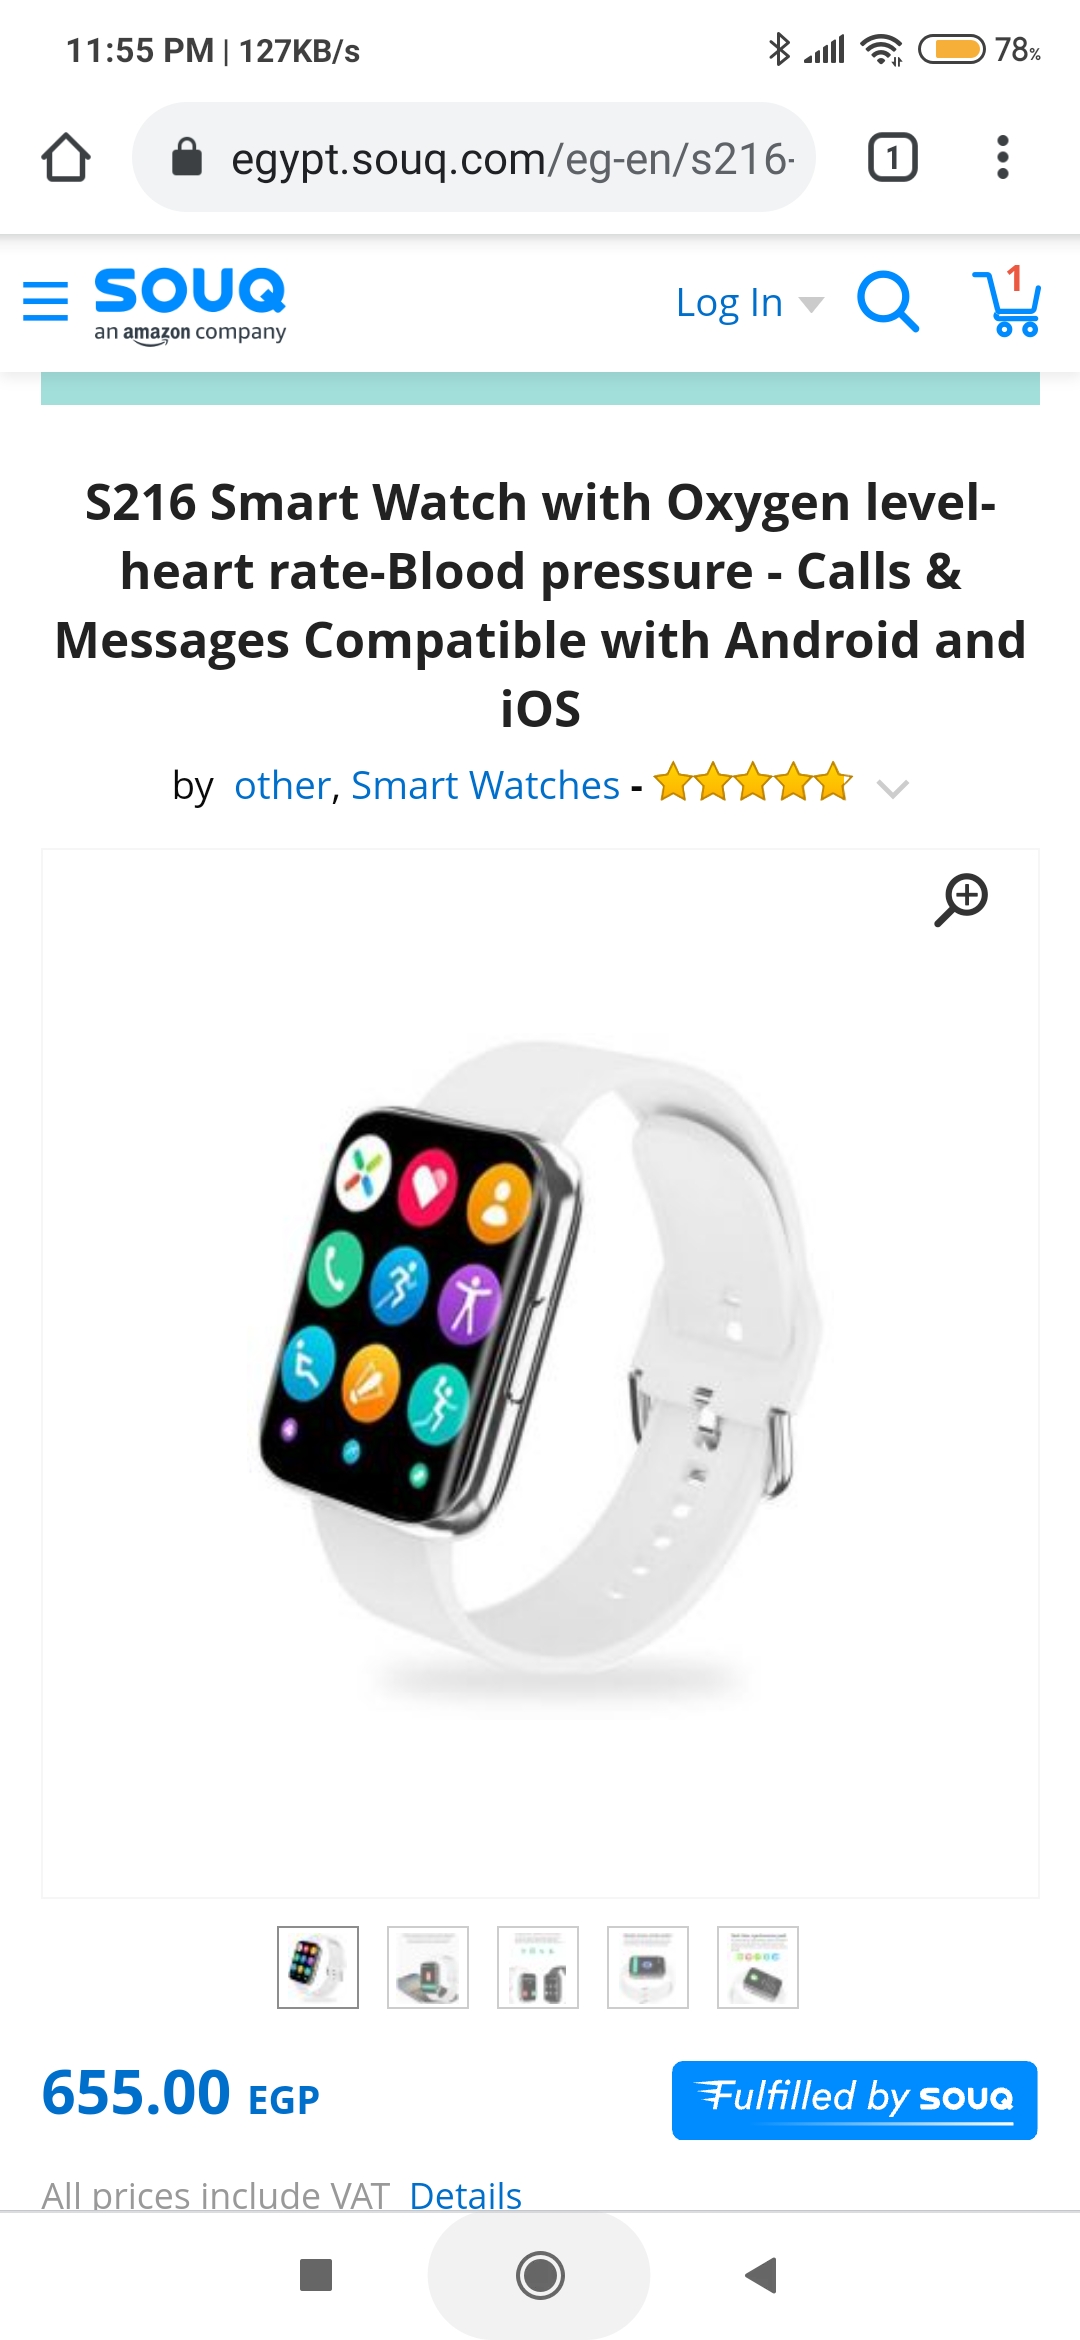 11:55 PM | 127KB/s
78%
egypt.souq.com/eg-en/s216-
1
SOUQ
an amazon company
Log In
1
S216 Smart Watch with Oxygen level-
heart rate-Blood pressure - Calls &
Messages Compatible with Android and
iOS
by other, Smart Watches -
655.00 EGP
Fulfilled by SOUQ
All prices include VAT Details